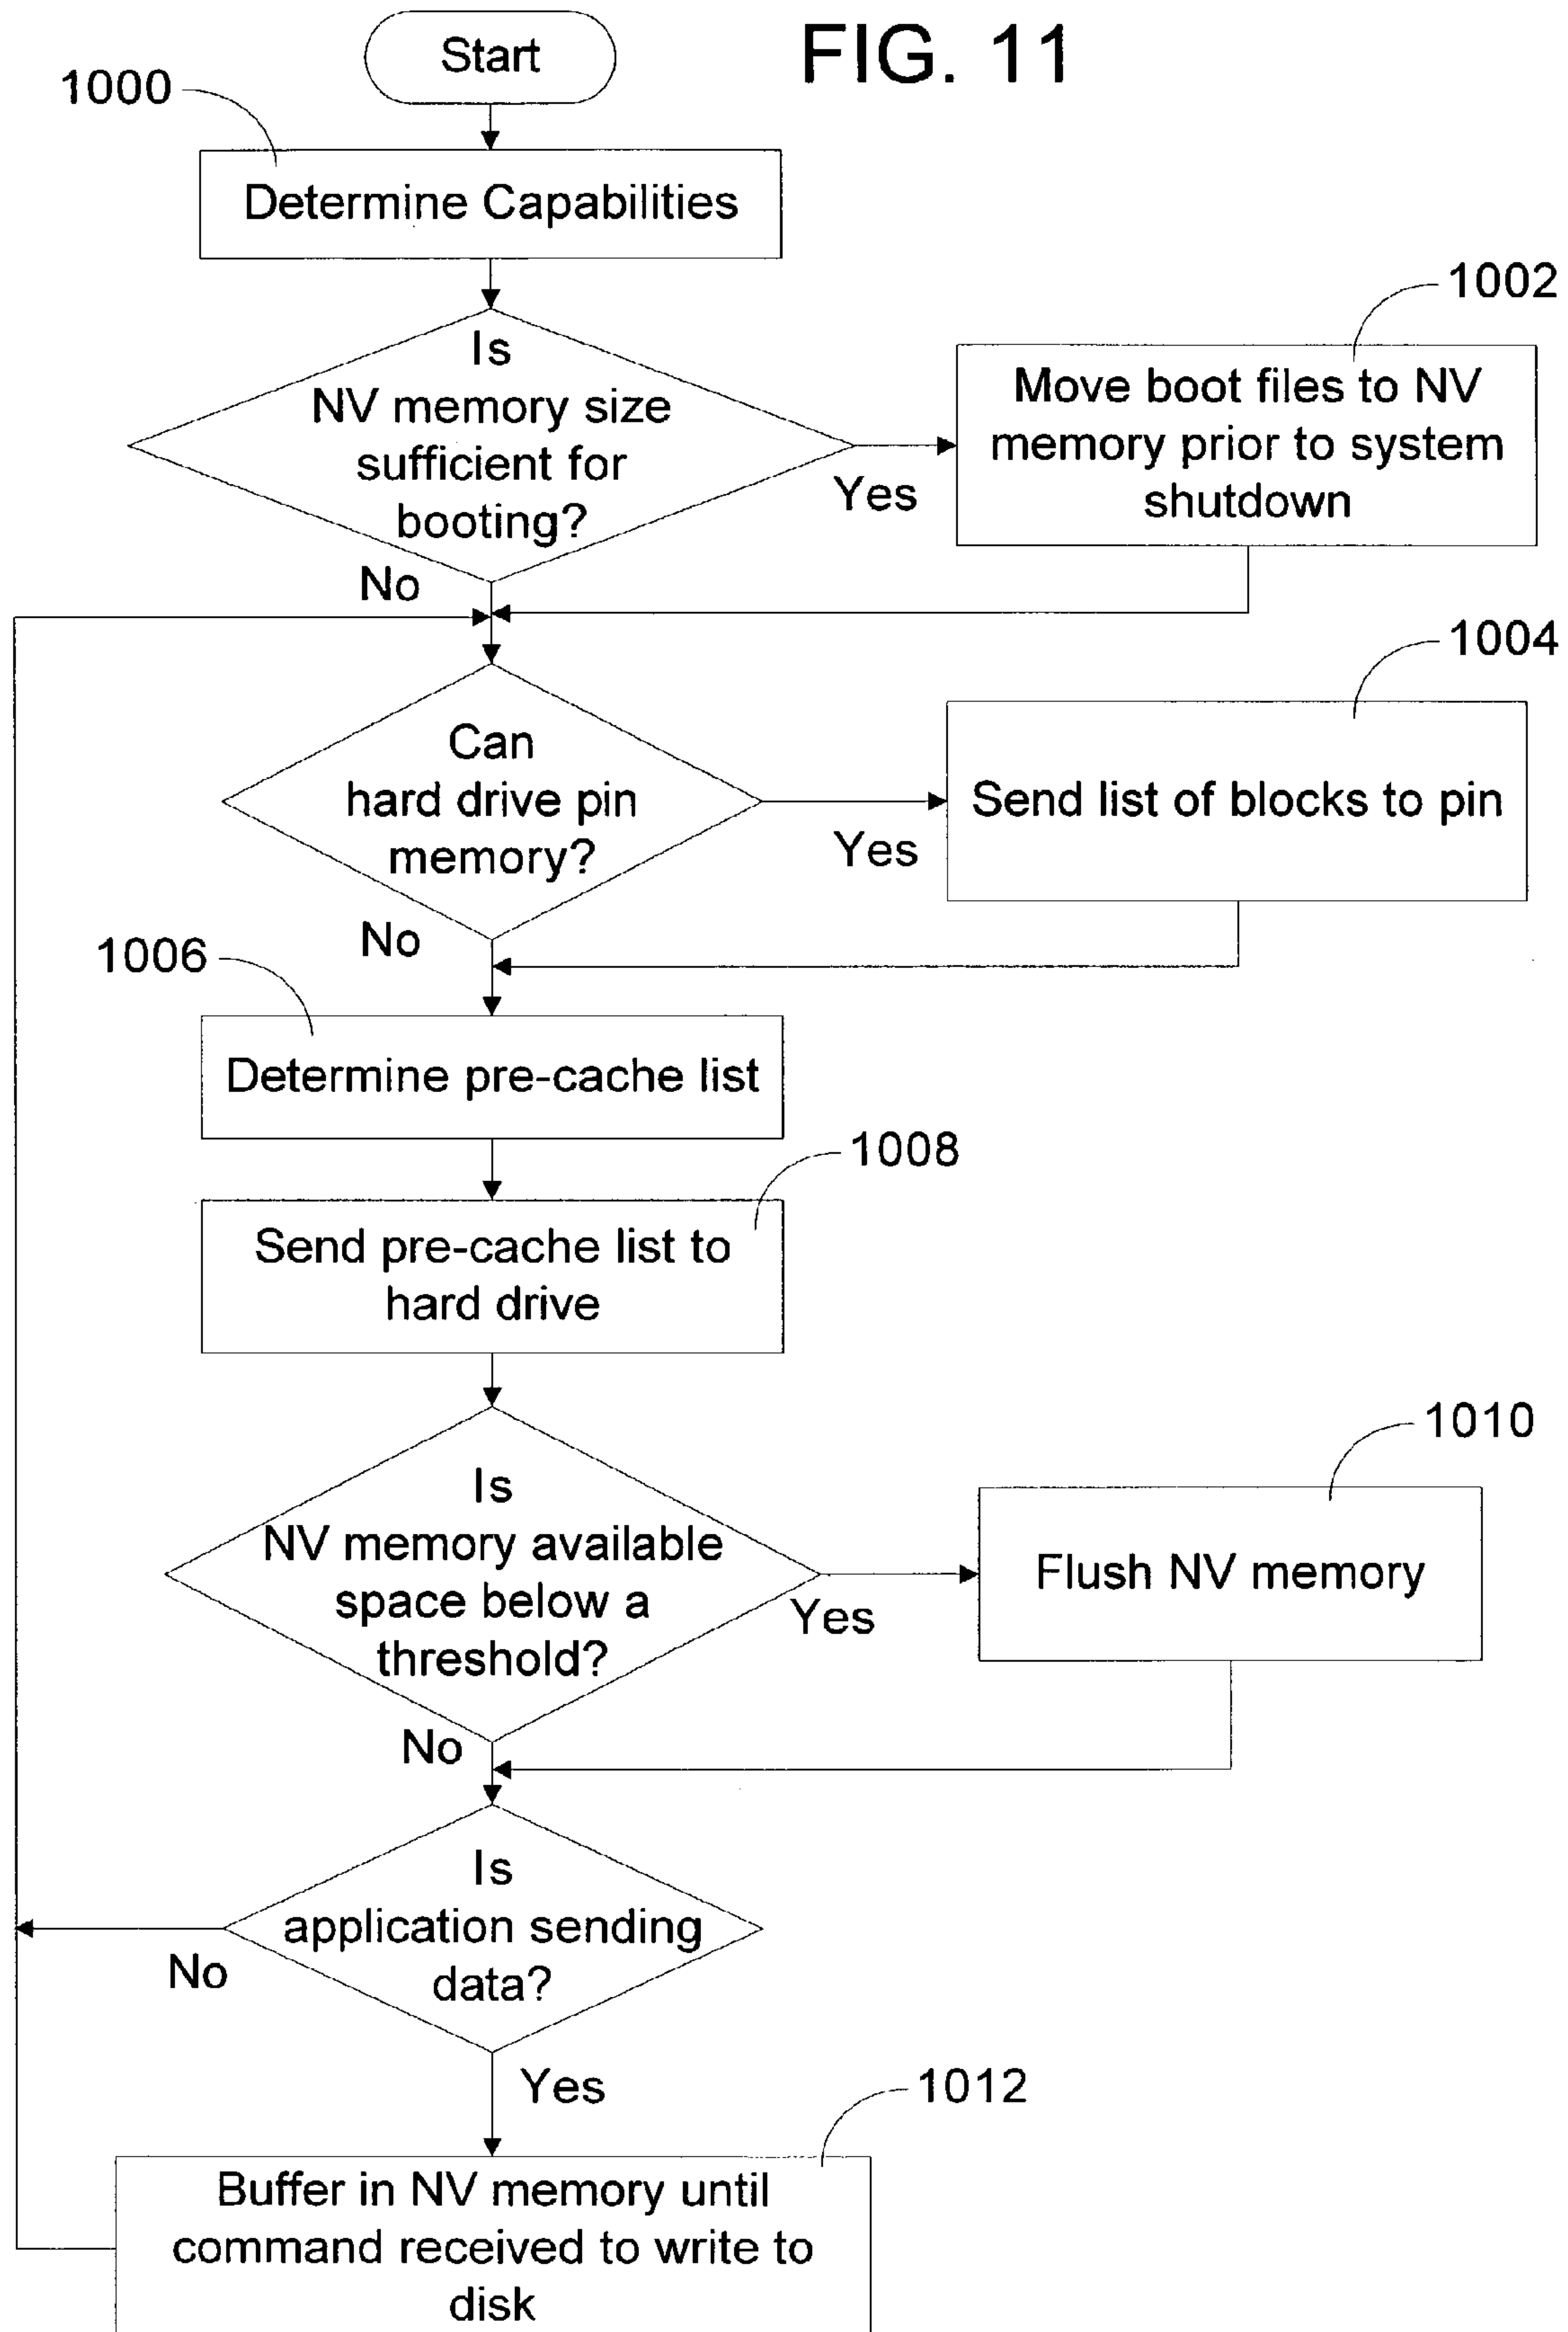 FIG. 11
Start
1000
Determine Capabilities
1002
Is
NV memory size
sufficient for
booting?
Yes
No
Move boot files to NV
memory prior to system
shutdown
1004
Can
hard drive pin
memory?
Yes
No
Send list of blocks to pin
1006
Determine pre-cache list
1008
Send pre-cache list to
hard drive
1010
Is
NV memory available
space below a
threshold?
Yes
No
Flush NV memory
Is
application sending
data?
No
Yes
1012
Buffer in NV memory until
command received to write to
disk